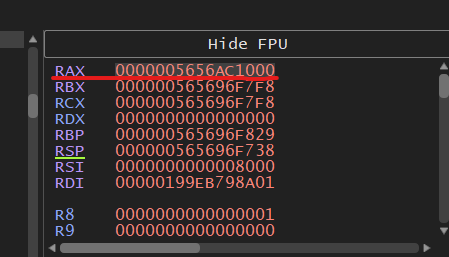 Hide FPU
RAX 0000005656AC1000
RBX 000000565696F7F8
RCX 000000565696F7F8
RDX 0000000000000000
RBP 000000565696F829
RSP 000000565696F738
RSI 0000000000008000
RDI 00000199EB798A01
R8 0000000000000001
R9 0000000000000000